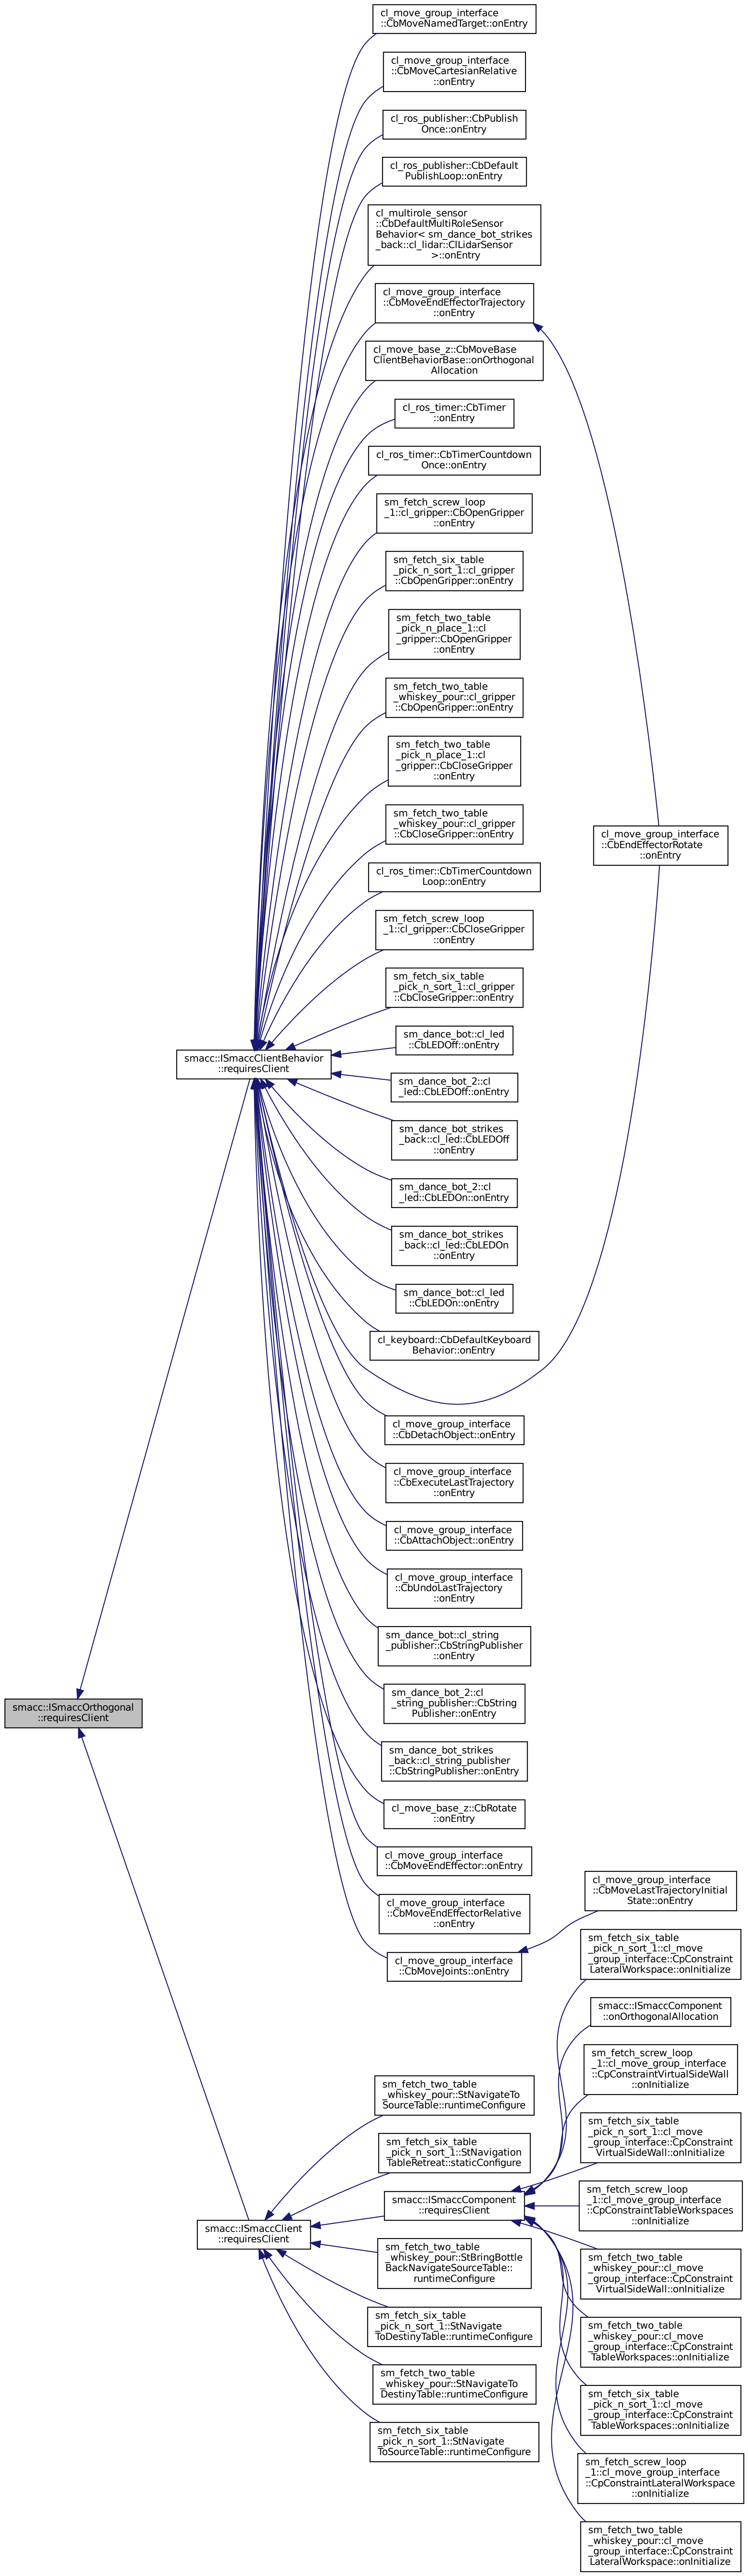 cl_move_group_interface
::CbMoveNamedTarget::onEntry
cl_move_group_interface
::CbMoveCartesianRelative
::onEntry
cl_ros_publisher::CbPublish
Once::onEntry
cl_ros_publisher::CbDefault
PublishLoop::onEntry
cl_multirole_sensor
::CbDefaultMultiRoleSensor
Behavior< sm_dance_bot_strikes
_back::cl_lidar::ClLidarSensor
>::onEntry
cl_move_group_interface
::CbMoveEndEffectorTrajectory
::onEntry
cl_move_base_z::CbMoveBase
ClientBehaviorBase::onOrthogonal
Allocation
cl_ros_timer::CbTimer
::onEntry
cl_ros_timer::CbTimerCountdown
Once::onEntry
sm_fetch_screw_loop
_1::cl_gripper::CbOpenGripper
::onEntry
sm_fetch_six_table
_pick_n_sort_1::cl_gripper
::CbOpenGripper::onEntry
sm_fetch_two_table
_pick_n_place_1::cl
_gripper::CbOpenGripper
::onEntry
sm_fetch_two_table
_whiskey_pour::cl_gripper
::CbOpenGripper::onEntry
sm_fetch_two_table
_pick_n_place_1::cl
_gripper::CbCloseGripper
::onEntry
sm_fetch_two_table
_whiskey_pour::cl_gripper
::CbCloseGripper::onEntry
cl_move_group_interface
::CbEndEffectorRotate
::onEntry
cl_ros_timer::CbTimerCountdown
Loop::onEntry
sm_fetch_screw_loop
_1::cl_gripper::CbCloseGripper
::onEntry
sm_fetch_six_table
_pick_n_sort_1::cl_gripper
::CbCloseGripper::onEntry
sm_dance_bot::cl_led
::CbLEDOff::onEntry
smacc::ISmaccClientBehavior
::requiresClient
sm_dance_bot_2::cl
_led::CbLEDOff::onEntry
sm_dance_bot_strikes
_back::cl_led::CbLEDOff
::onEntry
sm_dance_bot_2::cl
_led::CbLEDOn::onEntry
sm_dance_bot_strikes
_back::cl_led::CbLEDOn
::onEntry
sm_dance_bot::cl_led
::CbLEDOn::onEntry
cl_keyboard::CbDefaultKeyboard
Behavior::onEntry
cl_move_group_interface
::CbDetachObject::onEntry
cl_move_group_interface
::CbExecuteLastTrajectory
::onEntry
cl_move_group_interface
::CbAttachObject::onEntry
cl_move_group_interface
::CbUndoLastTrajectory
::onEntry
sm_dance_bot::cl_string
_publisher::CbStringPublisher
::onEntry
sm_dance_bot_2::cl
_string_publisher::CbString
Publisher::onEntry
smacc::ISmaccOrthogonal
::requiresClient
sm_dance_bot_strikes
_back::cl_string_publisher
::CbStringPublisher::onEntry
cl_move_base_z::CbRotate
::onEntry
cl_move_group_interface
::CbMoveEndEffector::onEntry
cl_move_group_interface
::CbMoveEndEffectorRelative
::onEntry
cl_move_group_interface
::CbMoveJoints::onEntry
cl_move_group_interface
::CbMoveLastTrajectoryInitial
State::onEntry
sm_fetch_six_table
_pick_n_sort_1::cl_move
_group_interface::CpConstraint
LateralWorkspace::onInitialize
smacc::ISmaccComponent
::onOrthogonalAllocation
sm_fetch_screw_loop
_1::cl_move_group_interface
::CpConstraintVirtualSideWall
::onInitialize
sm_fetch_two_table
_whiskey_pour::StNavigateTo
SourceTable::runtimeConfigure
sm_fetch_six_table
_pick_n_sort_1::cl_move
_group_interface::CpConstraint
VirtualSideWall::onInitialize
sm_fetch_six_table
_pick_n_sort_1::StNavigation
TableRetreat::staticConfigure
smacc::ISmaccComponent
::requiresClient
sm_fetch_screw_loop
_1::cl_move_group_interface
::CpConstraintTableWorkspaces
::onInitialize
smacc::ISmaccClient
::requiresClient
sm_fetch_two_table
_whiskey_pour::StBringBottle
BackNavigateSourceTable::
runtimeConfigure
sm_fetch_two_table
_whiskey_pour::cl_move
_group_interface::CpConstraint
VirtualSideWall::onInitialize
sm_fetch_six_table
_pick_n_sort_1::StNavigate
ToDestinyTable::runtimeConfigure
sm_fetch_two_table
_whiskey_pour::cl_move
_group_interface::CpConstraint
TableWorkspaces::onInitialize
sm_fetch_two_table
_whiskey_pour::StNavigateTo
DestinyTable::runtimeConfigure
sm_fetch_six_table
_pick_n_sort_1::cl_move
_group_interface::CpConstraint
TableWorkspaces::onInitialize
sm_fetch_six_table
_pick_n_sort_1::StNavigate
ToSourceTable::runtimeConfigure
sm_fetch_screw_loop
_1::cl_move_group_interface
::CpConstraintLateralWorkspace
::onInitialize
sm_fetch_two_table
_whiskey_pour::cl_move
_group_interface::CpConstraint
LateralWorkspace::onInitialize